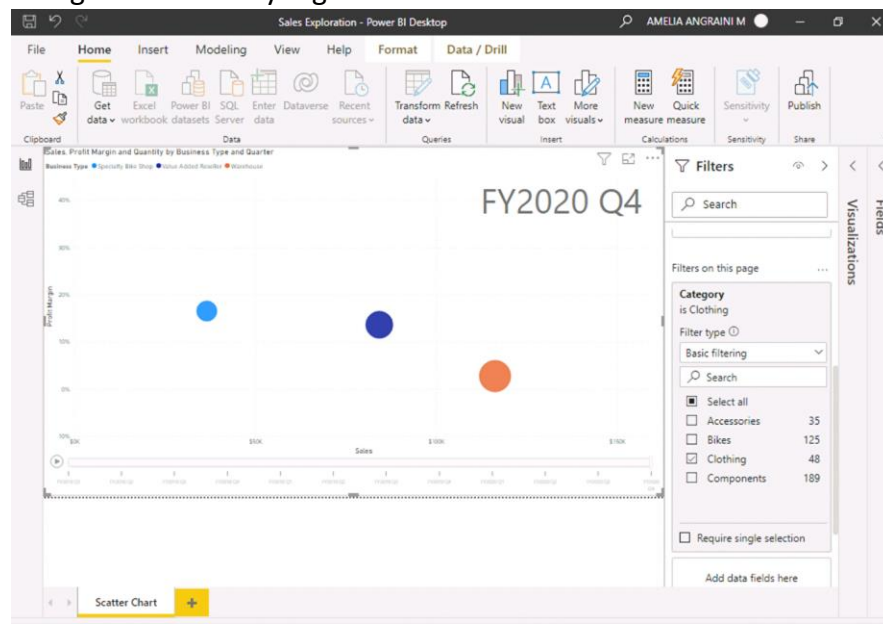 Sales Exploration - Power BI Desktop
AMELIA ANGRAINI M
File Home Insert Modeling View Help Format Data / Drill
Paste
Get data
Excel workbook
Power BI datasets
SQL Server
Enter data
Dataverse
Recent sources
Transform data
Refresh
New visual
Text box
More visuals
New measure
Quick measure
Sensitivity
Publish
Clipboard Data Queries Insert Calculations Sensitivity Share
Sales, Profit Margin and Quantity by Business Type and Quarter
Business Type Specialty Bike Shop Value Added Reseller Warehouse
FY2020 Q4
40%
30%
20%
10%
0%
10%
Profit Margin
$0K $50K $100K $150K
Sales
Filters
Search
Filters on this page
Category
is Clothing
Filter type
Basic filtering
Search
Select all
Accessories 35
Bikes 125
Clothing 48
Components 189
Require single selection
Add data fields here
Visualizations
Fields
Scatter Chart